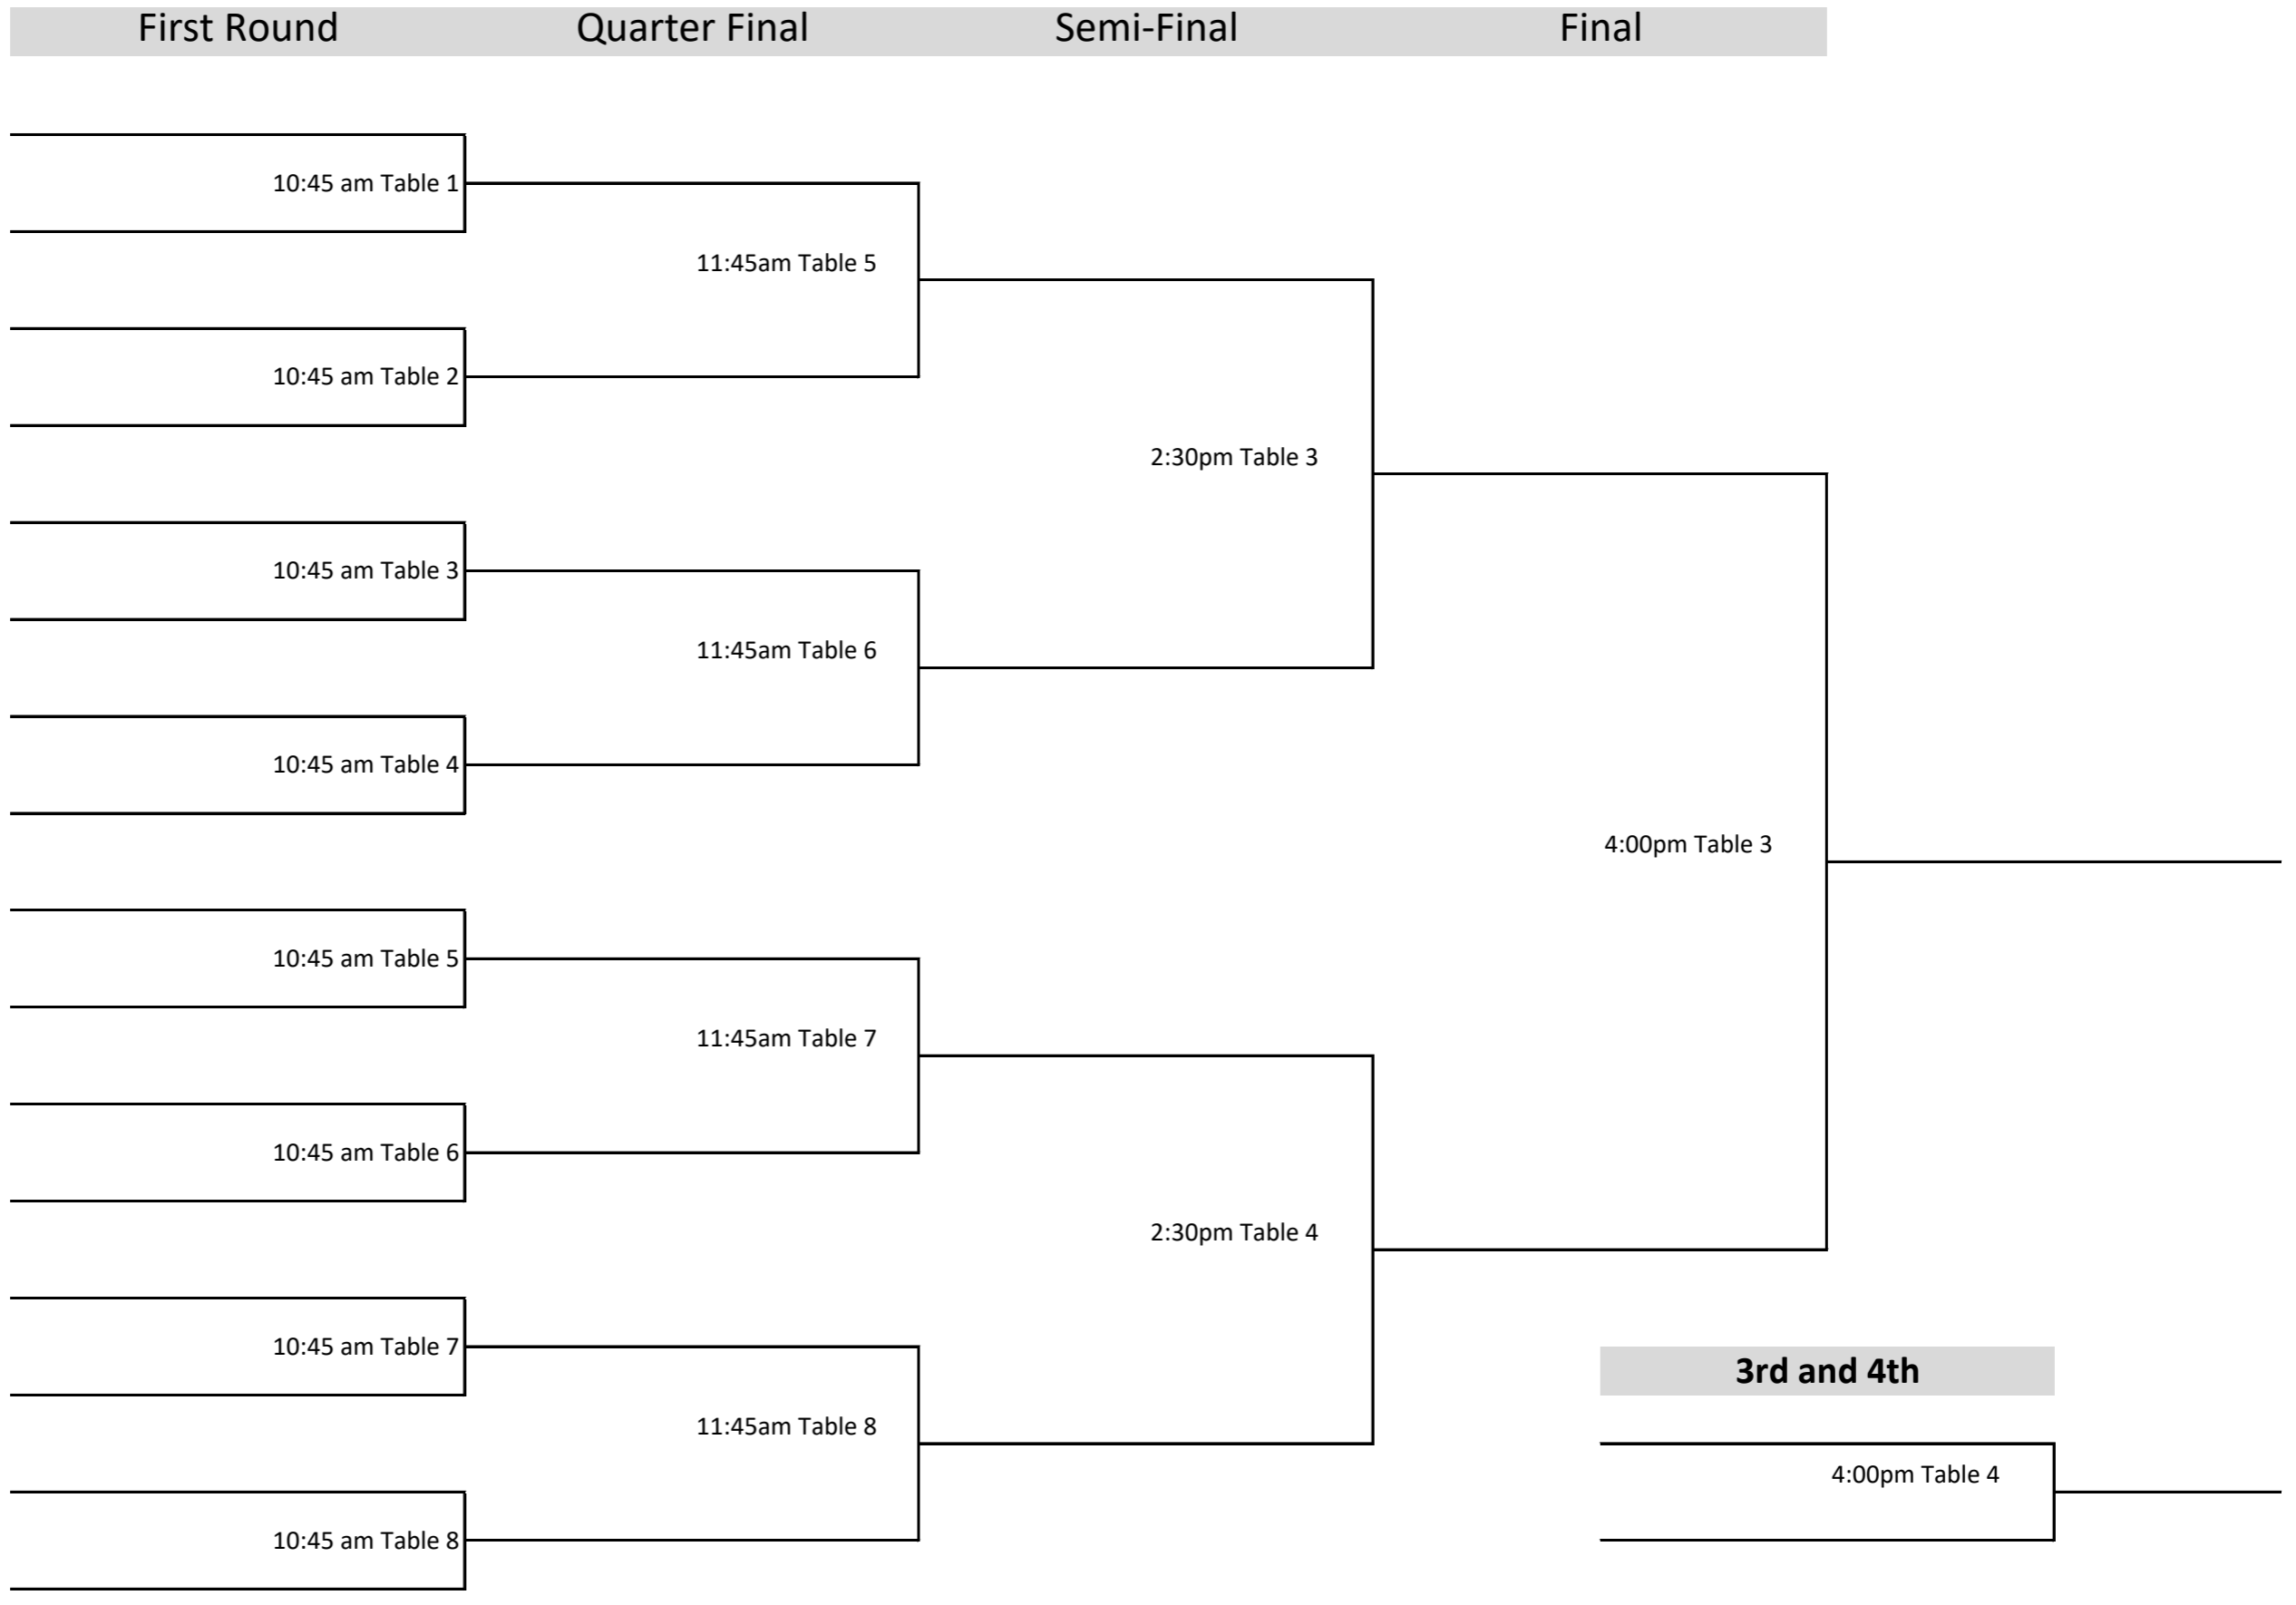 First Round Quarter Final Semi-Final Final
10:45 am Table 1
11:45am Table 5
10:45 am Table 2
2:30pm Table 3
10:45 am Table 3
11:45am Table 6
10:45 am Table 4
4:00pm Table 3
10:45 am Table 5
11:45am Table 7
10:45 am Table 6
2:30pm Table 4
10:45 am Table 7
3rd and 4th
11:45am Table 8
4:00pm Table 4
10:45 am Table 8